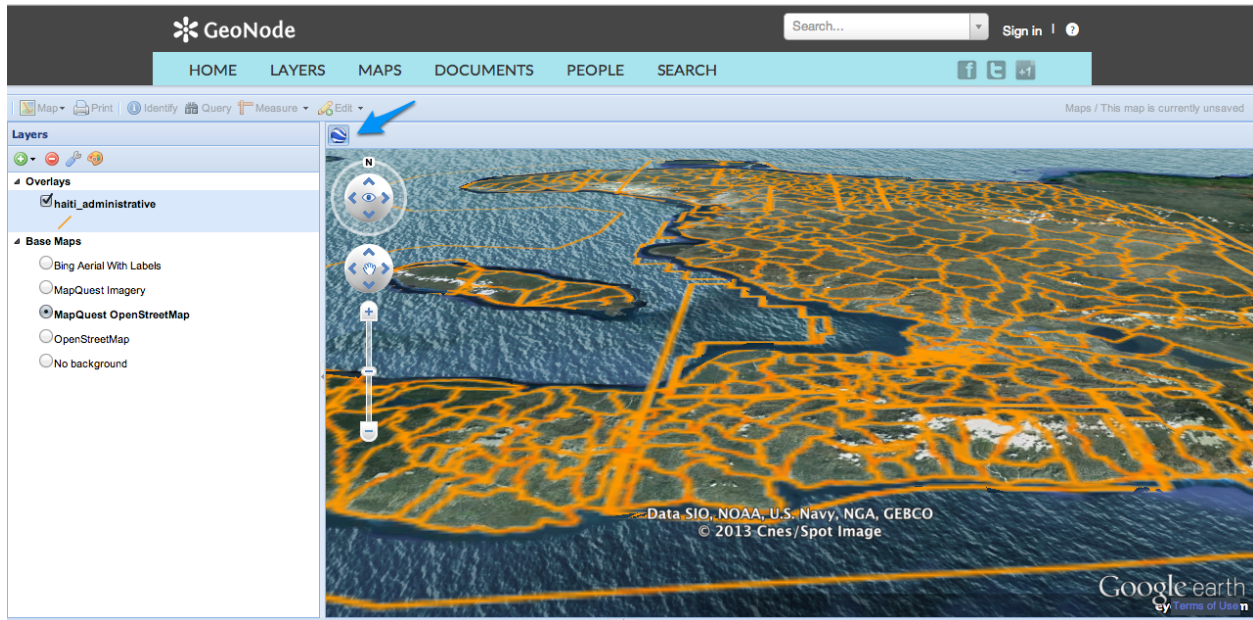 GeoNode
Search...
Sign in | ?
HOME LAYERS MAPS DOCUMENTS PEOPLE SEARCH
f t +1
Map Print Identify Query Measure Edit
Maps / This map is currently unsaved
Layers
Overlays
haiti_administrative
Base Maps
Bing Aerial With Labels
MapQuest Imagery
MapQuest OpenStreetMap
OpenStreetMap
No background
N
Data SIO, NOAA, U.S. Navy, NGA, GEBCO
© 2013 Cnes/Spot Image
Google earth
Terms of Use